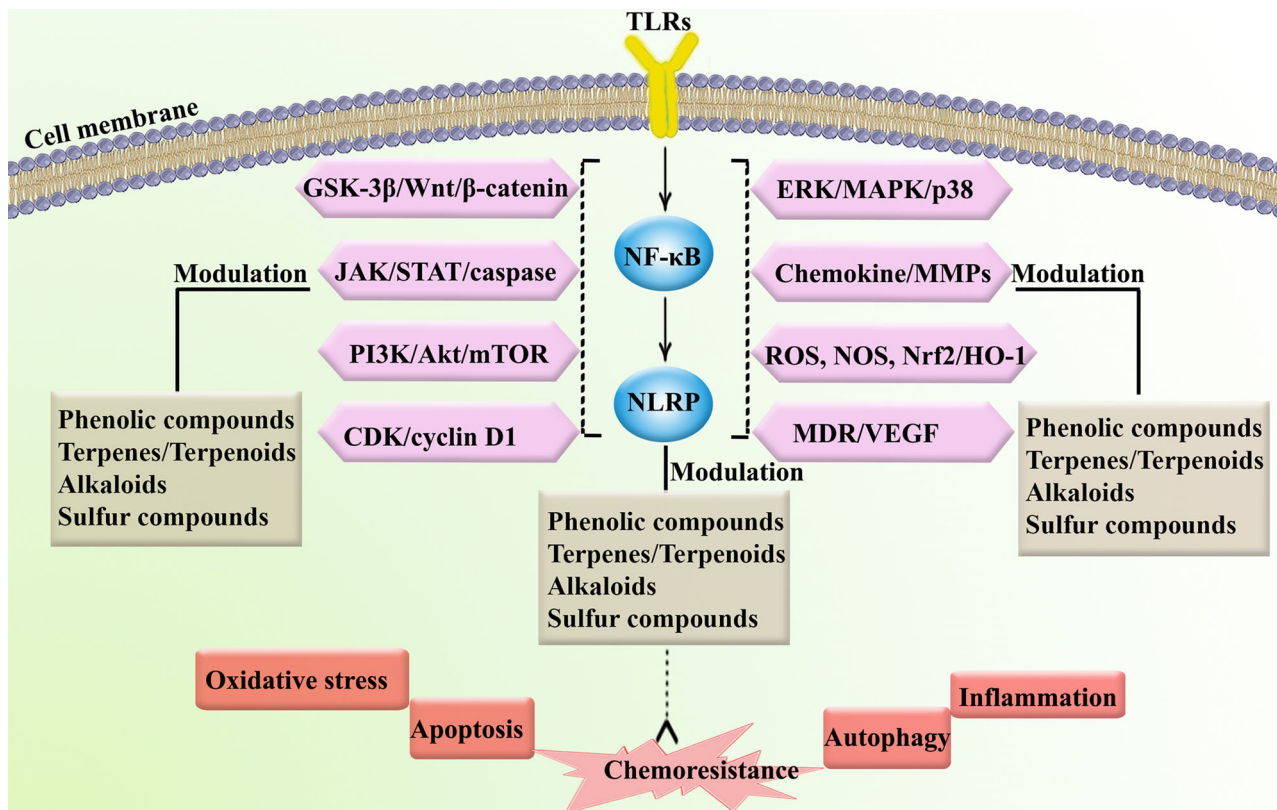 TLRs
Cell membrane
GSK-3β/Wnt/β-catenin
ERK/MAPK/p38
NF-κB
Modulation
JAK/STAT/caspase
Chemokine/MMPs
Modulation
PI3K/Akt/mTOR
ROS, NOS, Nrf2/HO-1
NLRP
CDK/cyclin D1
MDR/VEGF
Phenolic compounds
Terpenes/Terpenoids
Alkaloids
Sulfur compounds
Phenolic compounds
Terpenes/Terpenoids
Alkaloids
Sulfur compounds
Modulation
Phenolic compounds
Terpenes/Terpenoids
Alkaloids
Sulfur compounds
Oxidative stress
Apoptosis
Inflammation
Autophagy
Chemoresistance